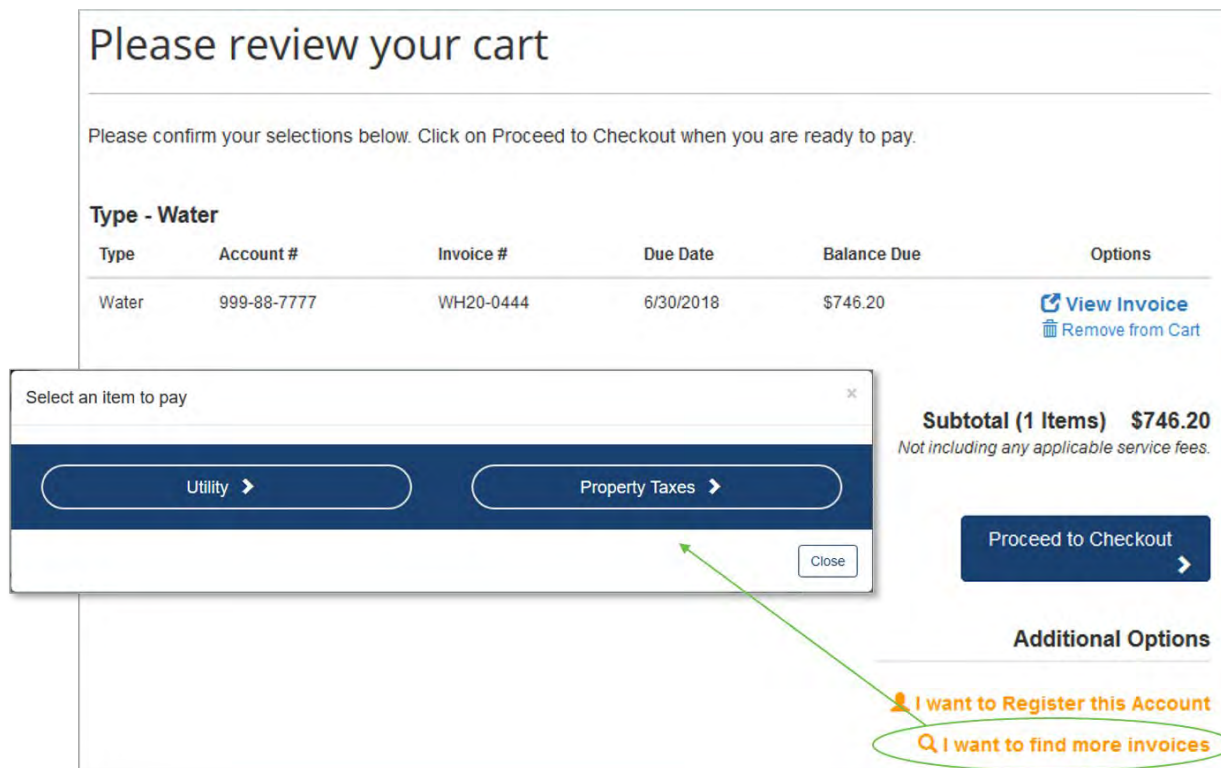 Please review your cart
Please confirm your selections below. Click on Proceed to Checkout when you are ready to pay.
Type - Water
Type Account # Invoice # Due Date Balance Due Options
Water 999-88-7777 WH20-0444 6/30/2018 $746.20 View Invoice
Remove from Cart
Select an item to pay ×
Utility Property Taxes
Close
Subtotal (1 Items) $746.20
Not including any applicable service fees.
Proceed to Checkout
Additional Options
I want to Register this Account
I want to find more invoices